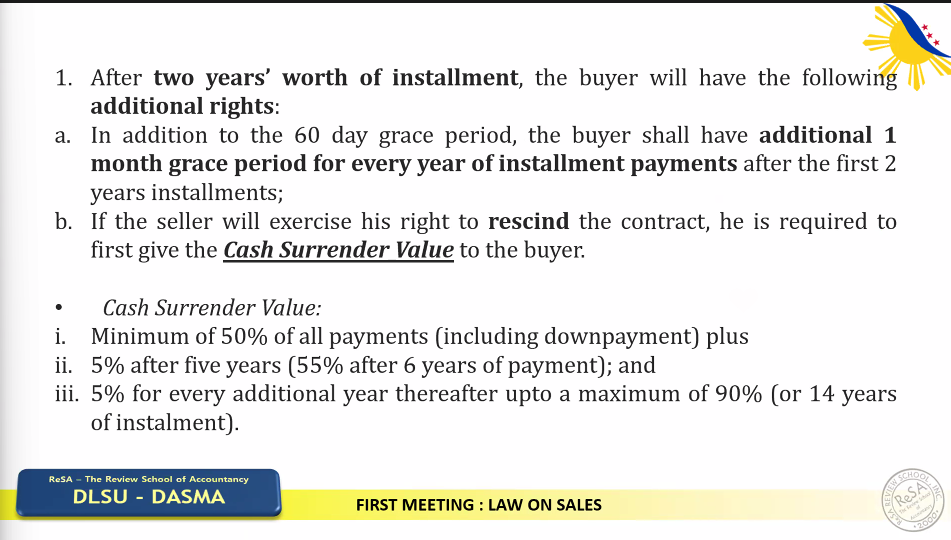 1. After two years' worth of installment, the buyer will have the following
additional rights:
a. In addition to the 60 day grace period, the buyer shall have additional 1
month grace period for every year of installment payments after the first 2
years installments;
b. If the seller will exercise his right to rescind the contract, he is required to
first give the Cash Surrender Value to the buyer.
• Cash Surrender Value:
i. Minimum of 50% of all payments (including downpayment) plus
ii. 5% after five years (55% after 6 years of payment); and
iii. 5% for every additional year thereafter upto a maximum of 90% (or 14 years
of instalment).
ReSA – The Review School of Accountancy
DLSU - DASMA
FIRST MEETING : LAW ON SALES
ReSA
2000